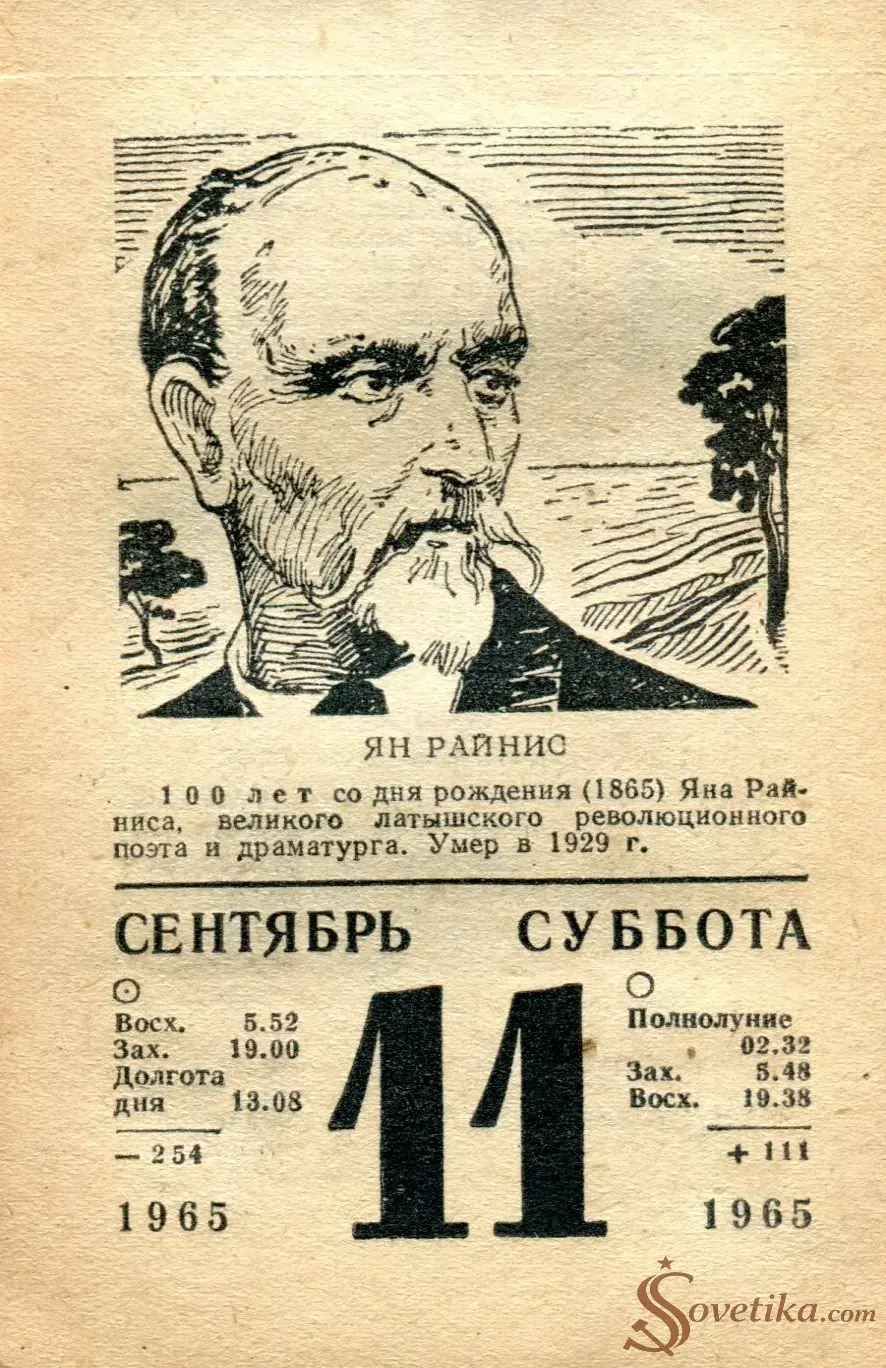 ЯН РАЙНИС
100 лет со дня рождения (1865) Яна Рай-
ниса, великого латышского революционного
поэта и драматурга. Умер в 1929 г.
СЕНТЯБРЬ СУББОТА
Восх. 5.52
Зах. 19.00
Долгота
дня 13.08
— 254
1965
11
Полнолуние
02.32
Зах. 5.48
Восх. 19.38
+ 111
1965
Sovetika.com